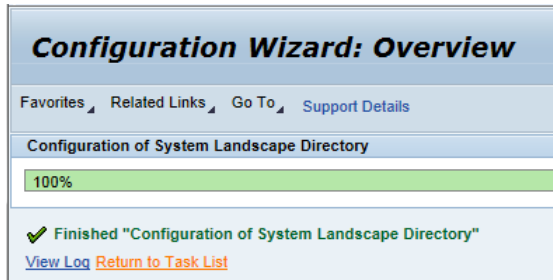 Configuration Wizard: Overview
Favorites Related Links Go To Support Details
Configuration of System Landscape Directory
100%
Finished "Configuration of System Landscape Directory"
View Log Return to Task List